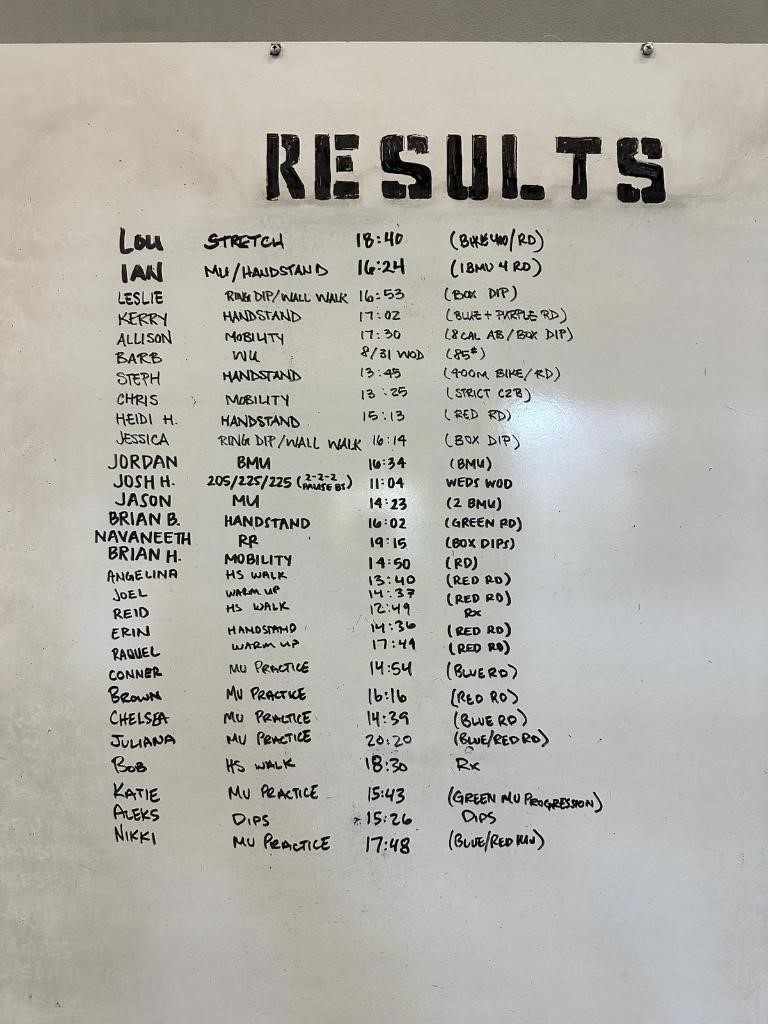 RESULTS
LOU STRETCH 18:40 (BIKE 400/RD)
IAN MU/HANDSTAND 16:24 (1BMU 4 RD)
LESLIE RING DIP/WALL WALK 16:53 (BOX DIP)
KERRY HANDSTAND 17:02 (BLUE + PURPLE RD)
ALLISON MOBILITY 17:30 (8 CAL AB/BOX DIP)
BARB WU 8/31 WOD (85#)
STEPH HANDSTAND 13:45 (400M BIKE/RD)
CHRIS MOBILITY 13:25 (STRICT C2B)
HEIDI H. HANDSTAND 15:13 (RED RD)
JESSICA RING DIP/WALL WALK 16:14 (BOX DIP)
JORDAN BMU 16:34 (BMU)
JOSH H. 205/225/225 (2-2-2 PAUSE BS) 11:04 WEDS WOD
JASON MU 14:23 (2 BMU)
BRIAN B. HANDSTAND 16:02 (GREEN RD)
NAVANEETH RR 19:15 (BOX DIPS)
BRIAN H. MOBILITY 14:50 (RD)
ANGELINA HS WALK 13:40 (RED RD)
JOEL WARM UP 14:37 (RED RD)
REID HS WALK 12:49 Rx
ERIN HANDSTAND 14:36 (RED RD)
RAQUEL WARM UP 17:49 (RED RD)
CONNER MU PRACTICE 14:54 (BLUE RD)
BROWN MU PRACTICE 16:16 (RED RD)
CHELSEA MU PRACTICE 14:39 (BLUE RD)
JULIANA MU PRACTICE 20:20 (BLUE/RED RD)
BOB HS WALK 18:30 Rx
KATIE MU PRACTICE 15:43 (GREEN MU PROGRESSION)
ALEKS DIPS 15:26 DIPS
NIKKI MU PRACTICE 17:48 (BLUE/RED MU)